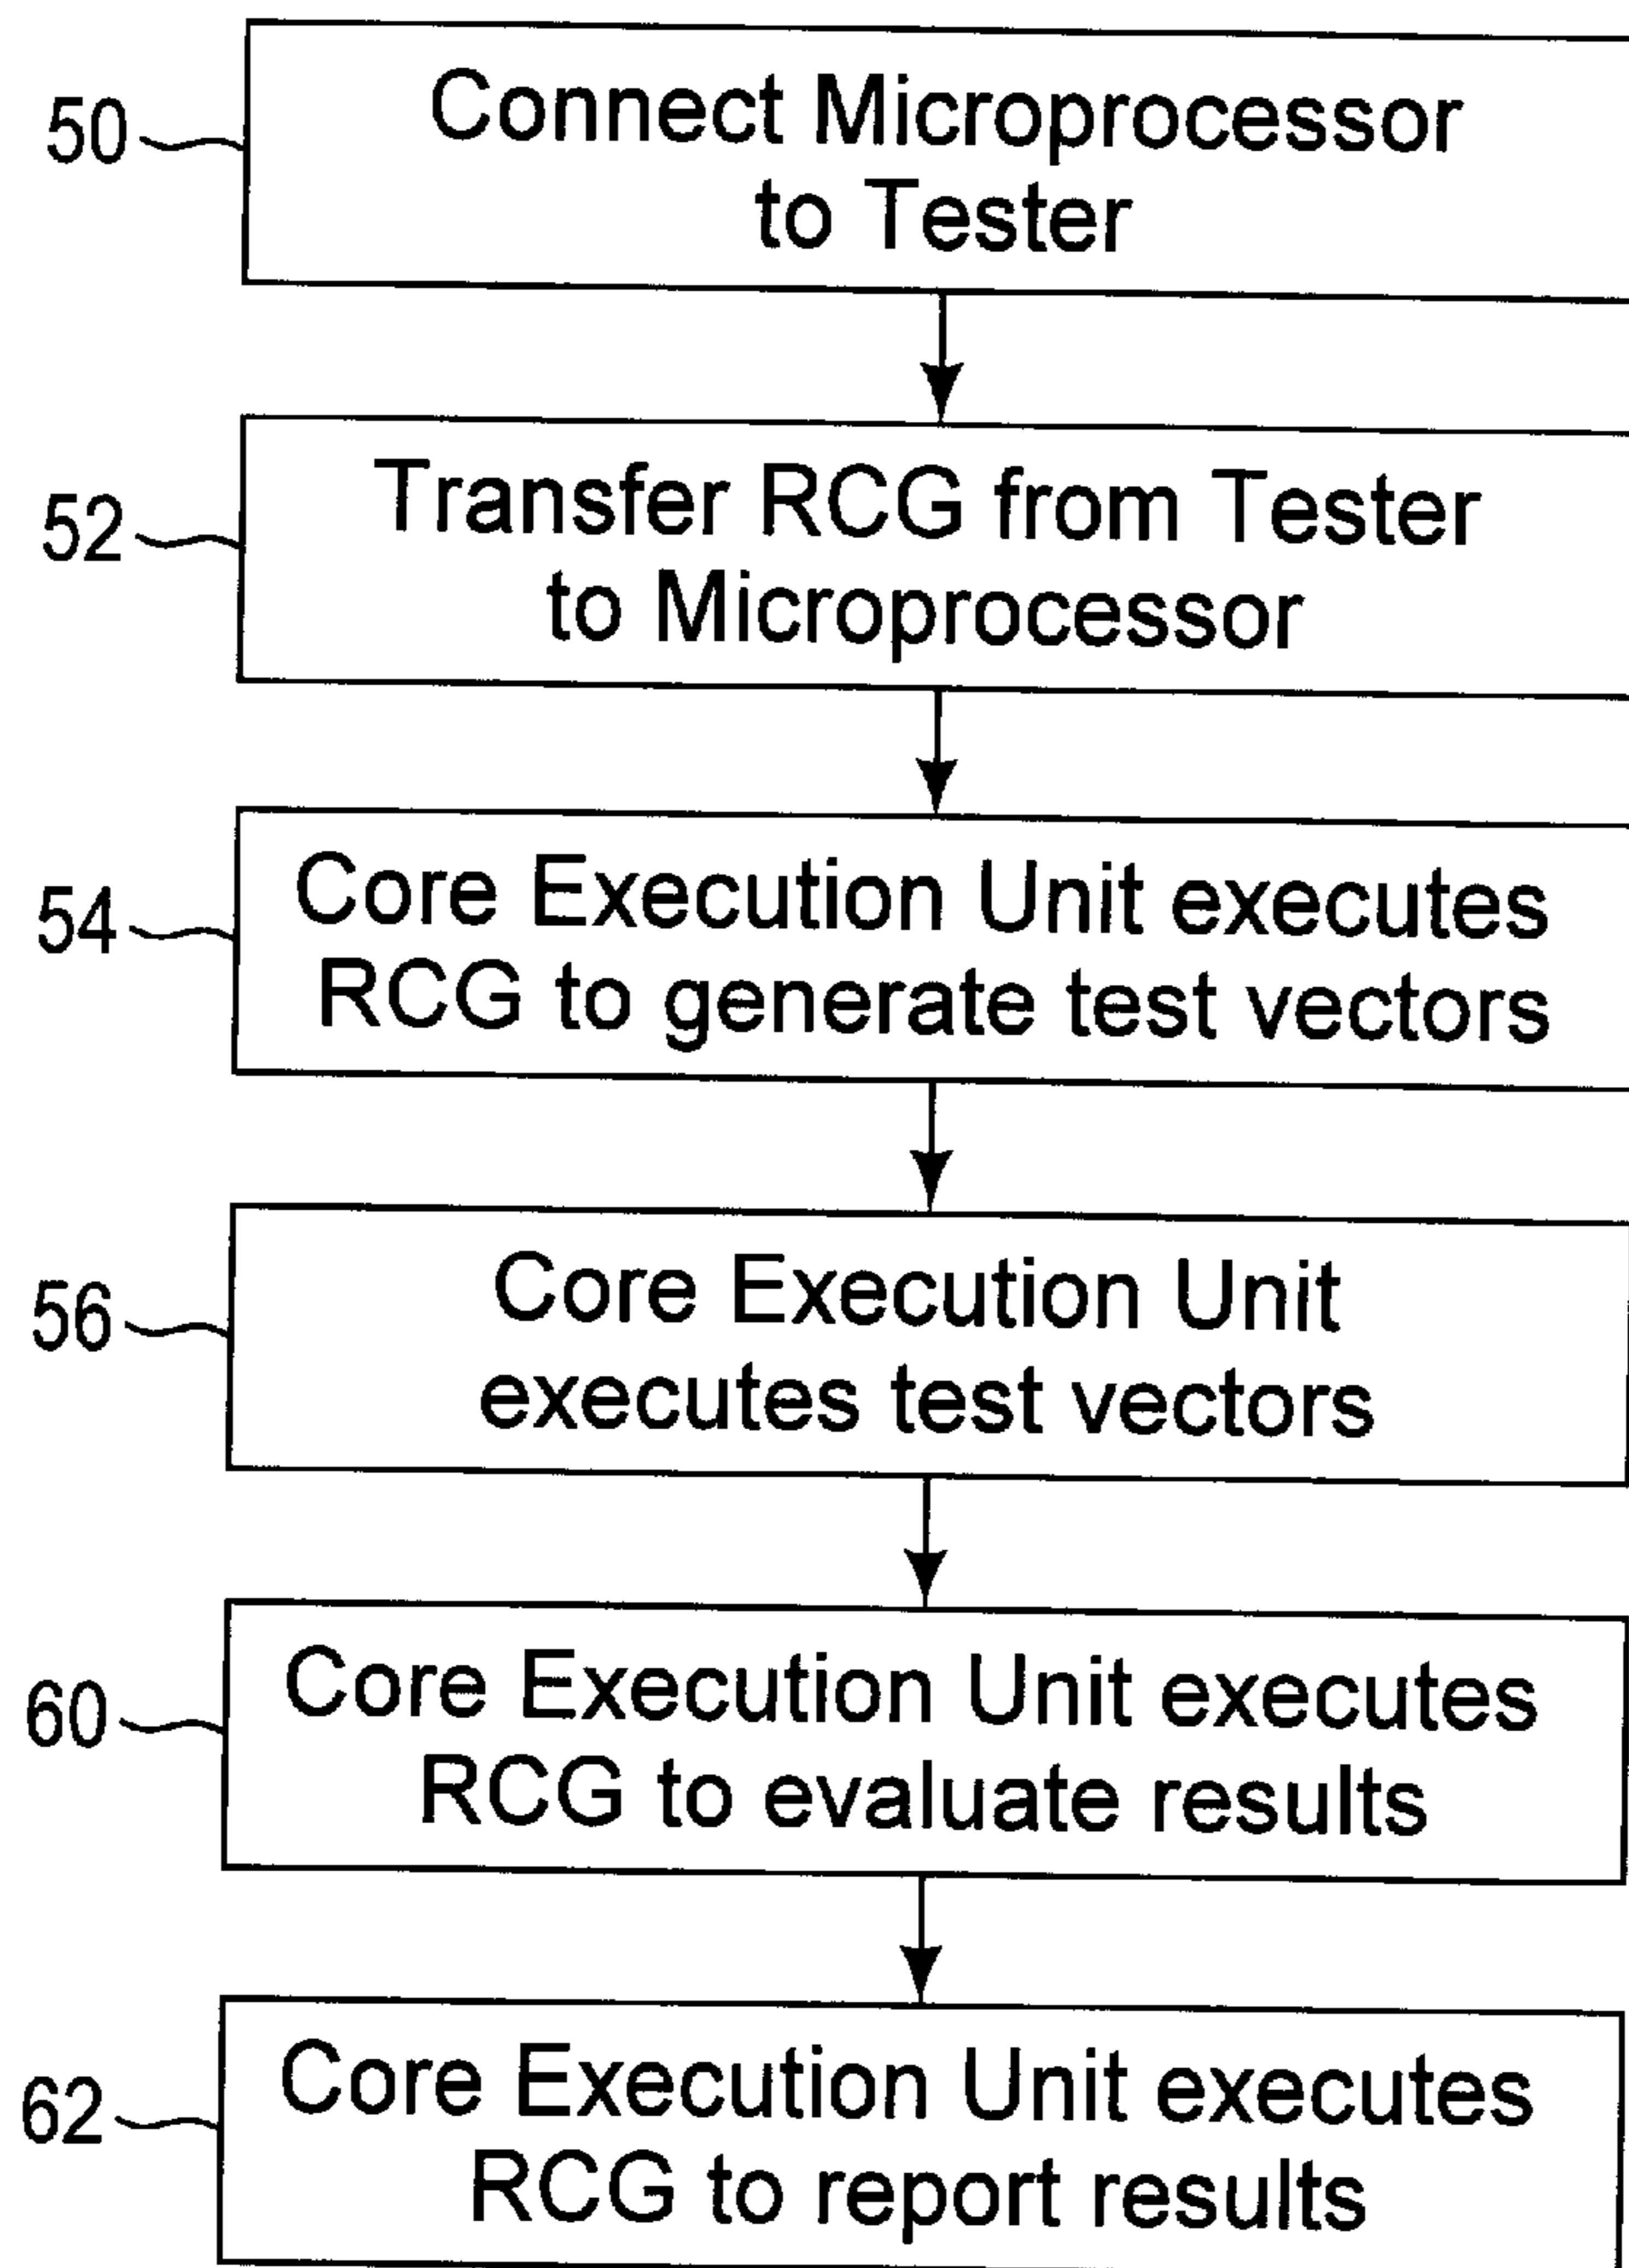 50
Connect Microprocessor
to Tester
52
Transfer RCG from Tester
to Microprocessor
54
Core Execution Unit executes
RCG to generate test vectors
56
Core Execution Unit
executes test vectors
60
Core Execution Unit executes
RCG to evaluate results
62
Core Execution Unit executes
RCG to report results